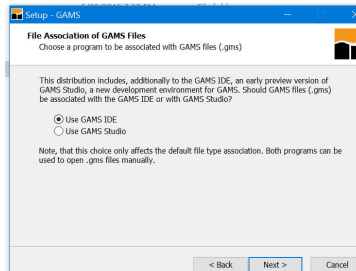 Setup - GAMS
File Association of GAMS Files
Choose a program to be associated with GAMS files (.gms)
This distribution includes, additionally to the GAMS IDE, an early preview version of
GAMS Studio, a new development environment for GAMS. Should GAMS files (.gms)
be associated with the GAMS IDE or with GAMS Studio?
Use GAMS IDE
Use GAMS Studio
Note, that this choice only affects the default file type association. Both programs can be
used to open .gms files manually.
< Back Next > Cancel